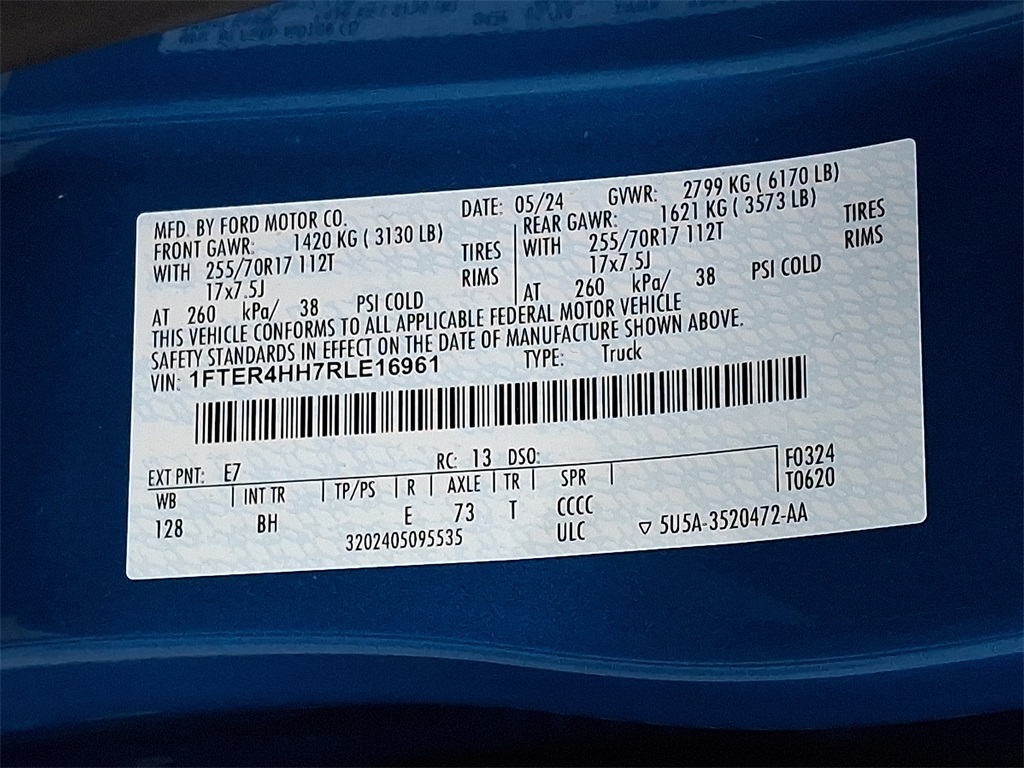 MFD. BY FORD MOTOR CO. DATE: 05/24 GVWR: 2799 KG ( 6170 LB)
FRONT GAWR: 1420 KG ( 3130 LB) REAR GAWR: 1621 KG ( 3573 LB)
WITH 255/70R17 112T TIRES WITH 255/70R17 112T TIRES
17x7.5J RIMS 17x7.5J RIMS
AT 260 kPa/ 38 PSI COLD AT 260 kPa/ 38 PSI COLD
THIS VEHICLE CONFORMS TO ALL APPLICABLE FEDERAL MOTOR VEHICLE
SAFETY STANDARDS IN EFFECT ON THE DATE OF MANUFACTURE SHOWN ABOVE.
VIN: 1FTER4HH7RLE16961 TYPE: Truck
EXT PNT: E7 RC: 13 DSO: F0324
WB INT TR TP/PS R AXLE TR SPR T0620
128 BH E 73 T CCCC
3202405095535 ULC ▽ 5U5A-3520472-AA